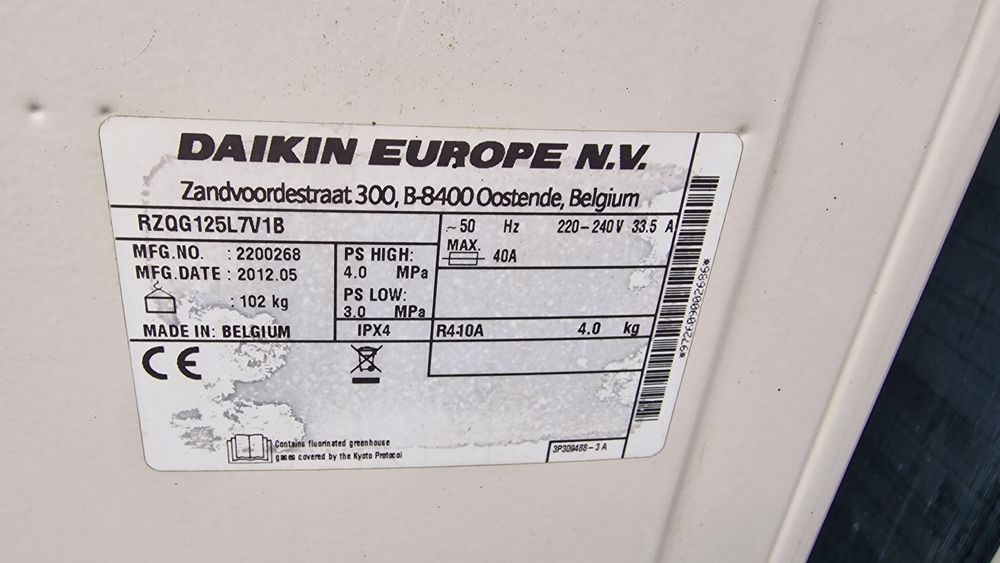 DAIKIN EUROPE N.V.
Zandvoordestraat 300, B-8400 Oostende, Belgium
RZQG125L7V1B
~50 Hz 220-240V 33.5 A
MAX. 40A
MFG.NO. : 2200268
MFG.DATE : 2012.05
: 102 kg
MADE IN: BELGIUM
PS HIGH:
4.0 MPa
PS LOW:
3.0 MPa
IPX4
R410A 4.0 kg
CE
Contains fluorinated greenhouse
gases covered by the Kyoto Protocol
3P309488-3A
*972609002686*